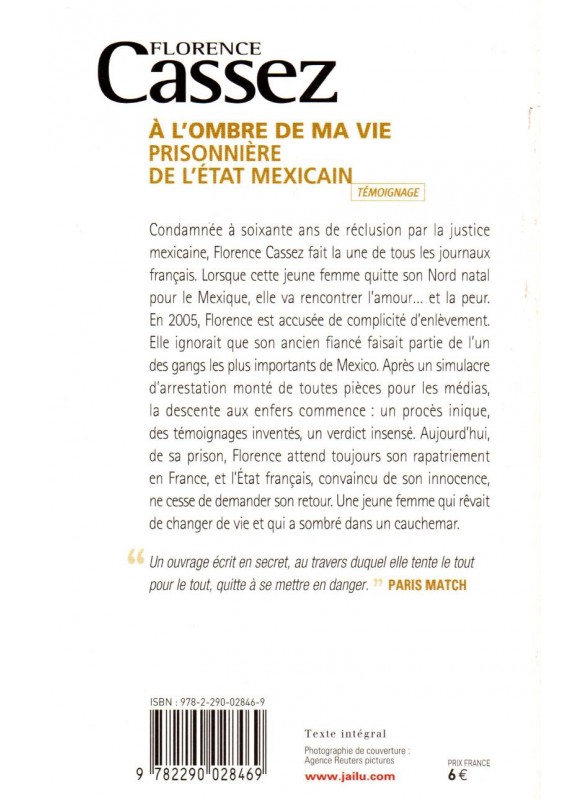 FLORENCE
Cassez
À L'OMBRE DE MA VIE
PRISONNIÈRE
DE L'ÉTAT MEXICAIN
TÉMOIGNAGE
Condamnée à soixante ans de réclusion par la justice
mexicaine, Florence Cassez fait la une de tous les journaux
français. Lorsque cette jeune femme quitte son Nord natal
pour le Mexique, elle va rencontrer l'amour... et la peur.
En 2005, Florence est accusée de complicité d'enlèvement.
Elle ignorait que son ancien fiancé faisait partie de l'un
des gangs les plus importants de Mexico. Après un simulacre
d'arrestation monté de toutes pièces pour les médias,
la descente aux enfers commence : un procès inique,
des témoignages inventés, un verdict insensé. Aujourd'hui,
de sa prison, Florence attend toujours son rapatriement
en France, et l'État français, convaincu de son innocence,
ne cesse de demander son retour. Une jeune femme qui rêvait
de changer de vie et qui a sombré dans un cauchemar.
“ Un ouvrage écrit en secret, au travers duquel elle tente le tout
pour le tout, quitte à se mettre en danger. ” PARIS MATCH
ISBN : 978-2-290-02846-9
9 782290 028469
Texte intégral
Photographie de couverture :
Agence Reuters pictures
www.jailu.com
PRIX FRANCE
6 €